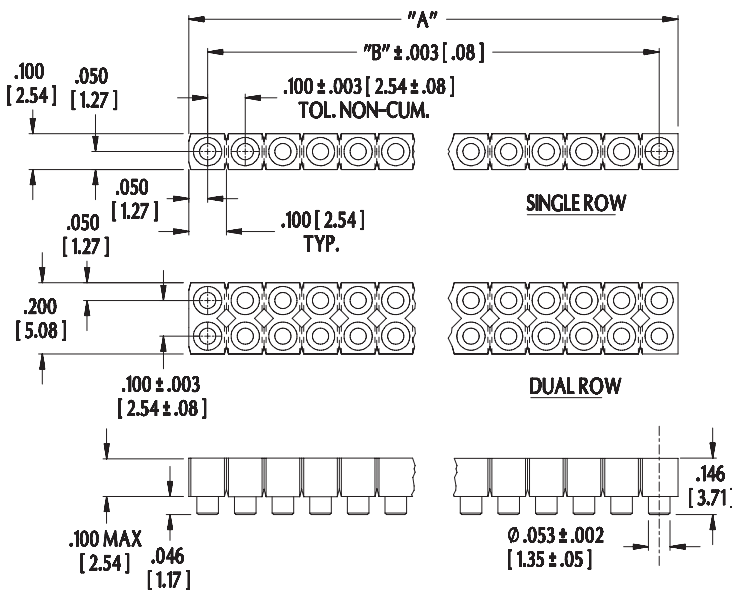 "A"
"B" ± .003 [ .08 ]
.100
[ 2.54 ]
.050
[ 1.27 ]
.100 ± .003 [ 2.54 ± .08 ]
TOL. NON-CUM.
.050
[ 1.27 ]
.100 [ 2.54 ]
TYP.
SINGLE ROW
.050
[ 1.27 ]
.200
[ 5.08 ]
.100 ± .003
[ 2.54 ± .08 ]
DUAL ROW
.100 MAX
[ 2.54 ]
.046
[ 1.17 ]
Ø .053 ± .002
[ 1.35 ± .05 ]
.146
[ 3.71 ]